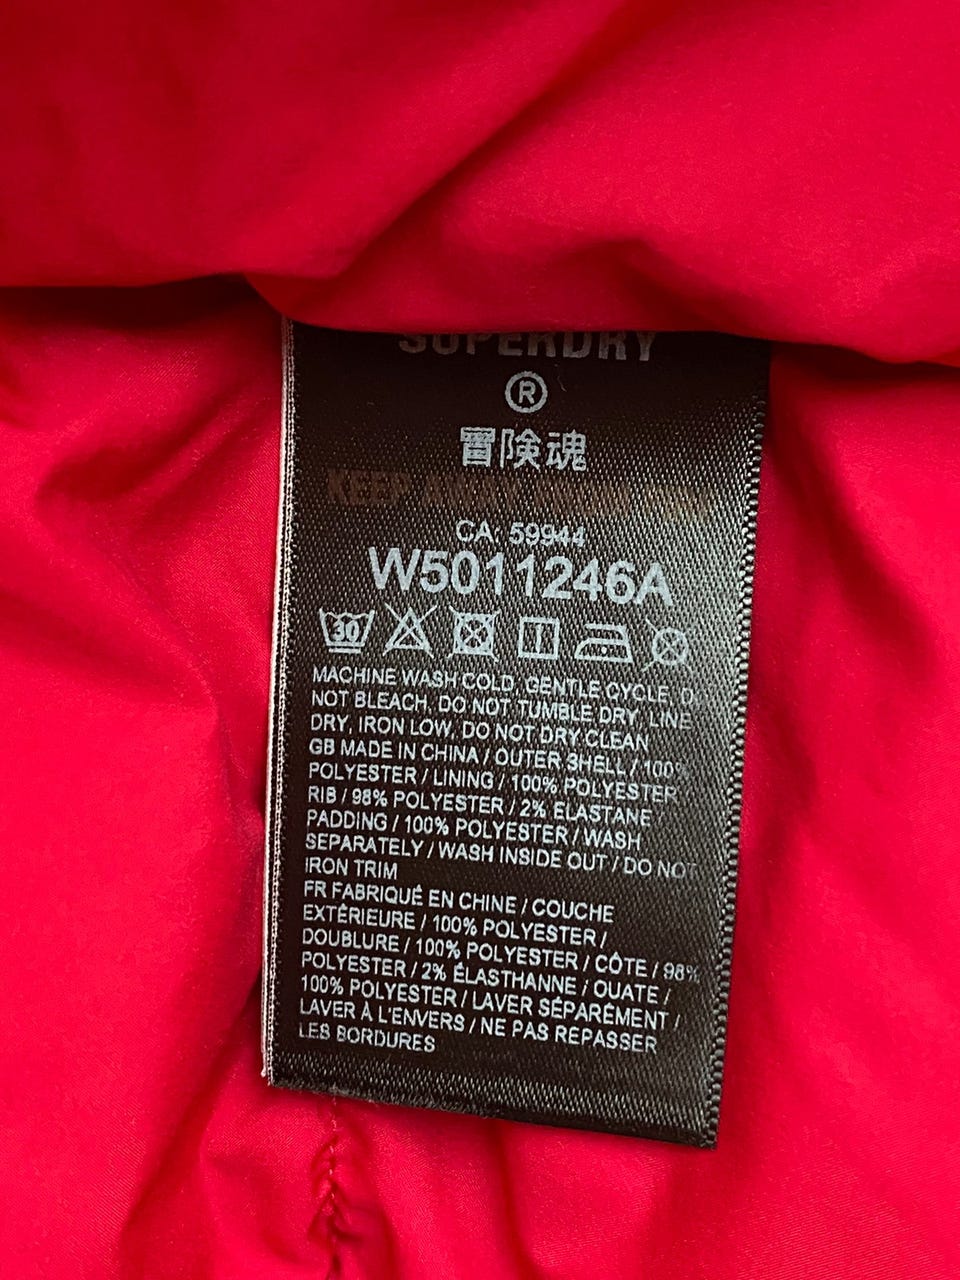 SUPERDRY
®
冒険魂
KEEP AWAY
CA: 59944
W5011246A
30
MACHINE WASH COLD, GENTLE CYCLE, D
NOT BLEACH, DO NOT TUMBLE DRY, LINE
DRY, IRON LOW, DO NOT DRY CLEAN
GB MADE IN CHINA / OUTER SHELL / 100%
POLYESTER / LINING / 100% POLYESTER
RIB / 98% POLYESTER / 2% ELASTANE /
PADDING / 100% POLYESTER / WASH
SEPARATELY / WASH INSIDE OUT / DO NOT
IRON TRIM
FR FABRIQUÉ EN CHINE / COUCHE
EXTÉRIEURE / 100% POLYESTER /
DOUBLURE / 100% POLYESTER / CÔTE / 98%
POLYESTER / 2% ÉLASTHANNE / OUATE /
100% POLYESTER / LAVER SÉPARÉMENT /
LAVER À L'ENVERS / NE PAS REPASSER
LES BORDURES